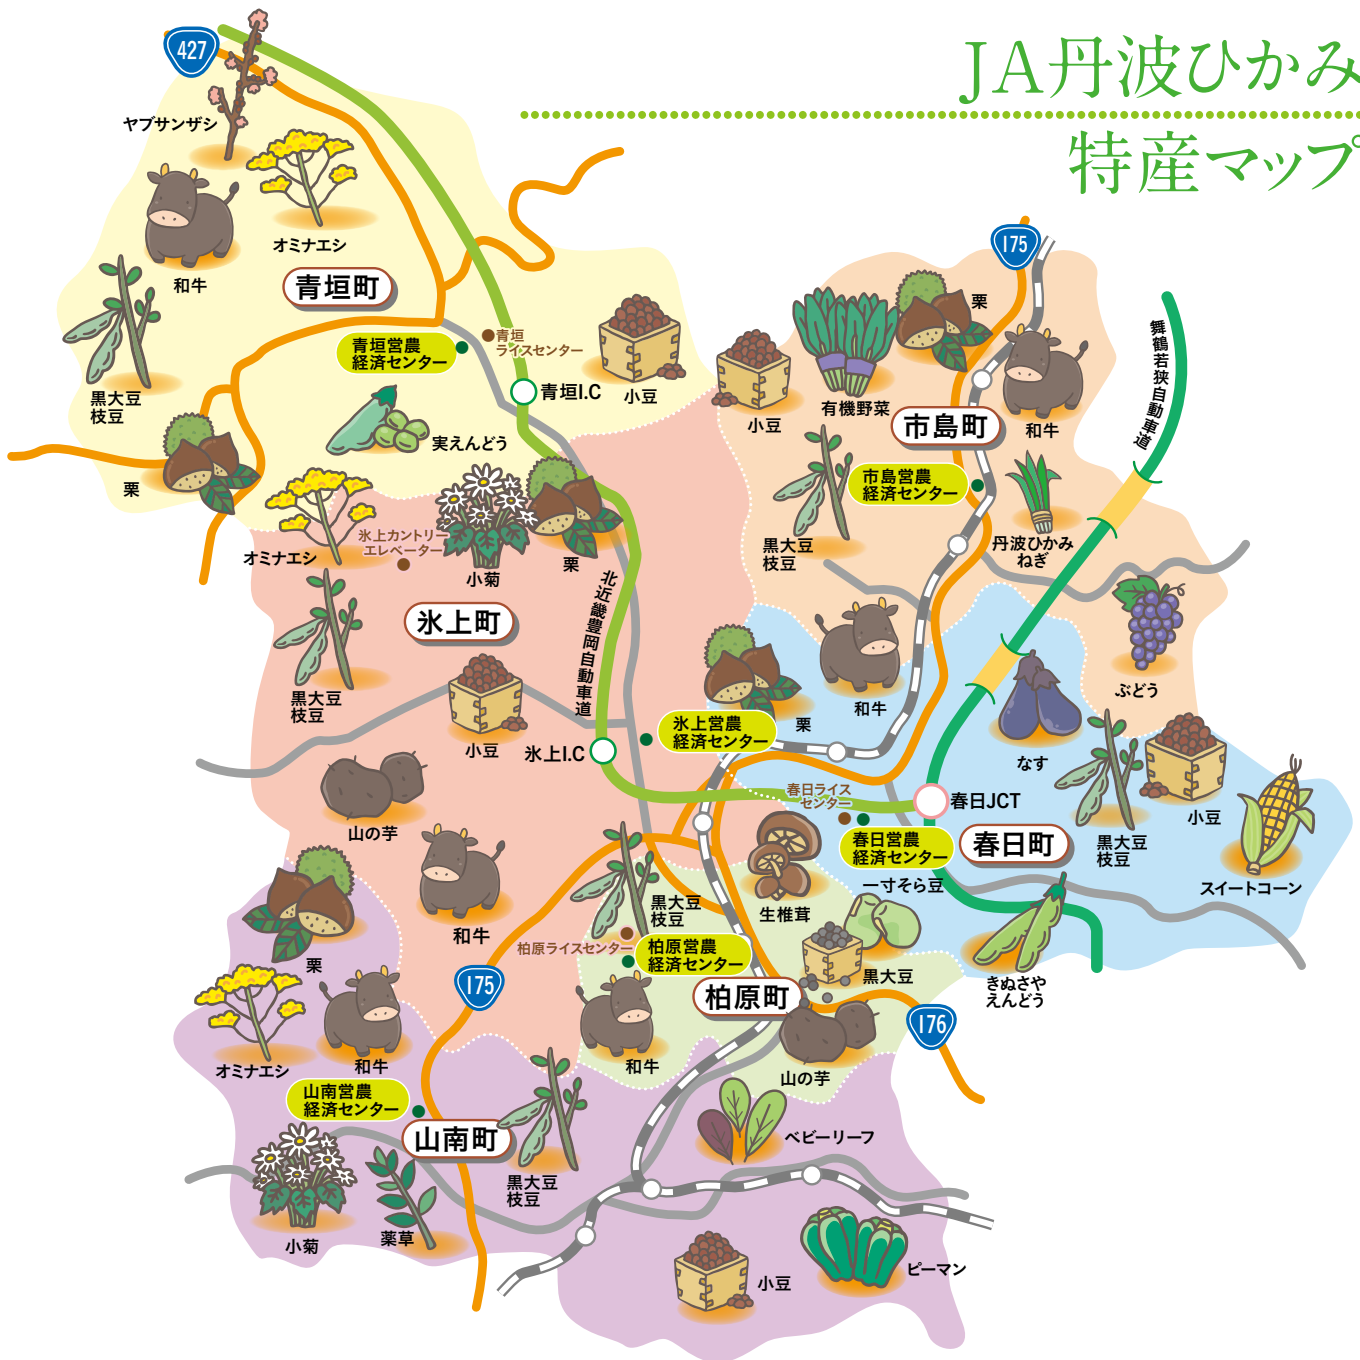 JA丹波ひかみ
特産マップ
427
ヤブサンザシ
オミナエシ
和牛
青垣町
黒大豆
枝豆
青垣営農
経済センター
青垣
ライスセンター
青垣I.C
小豆
実えんどう
栗
175
栗
小豆
有機野菜
市島町
和牛
舞鶴若狭自動車道
市島営農
経済センター
黒大豆
枝豆
丹波ひかみ
ねぎ
ぶどう
オミナエシ
氷上カントリー
エレベーター
小菊
栗
氷上町
北近畿豊岡自動車道
黒大豆
枝豆
小豆
氷上I.C
氷上営農
経済センター
山の芋
和牛
栗
和牛
なす
春日ライス
センター
春日JCT
春日営農
経済センター
春日町
黒大豆
枝豆
小豆
スイートコーン
一寸そら豆
きぬさや
えんどう
生椎茸
黒大豆
枝豆
柏原ライスセンター
柏原営農
経済センター
黒大豆
柏原町
176
和牛
山の芋
栗
175
オミナエシ
和牛
山南営農
経済センター
山南町
黒大豆
枝豆
小菊
薬草
ベビーリーフ
小豆
ピーマン